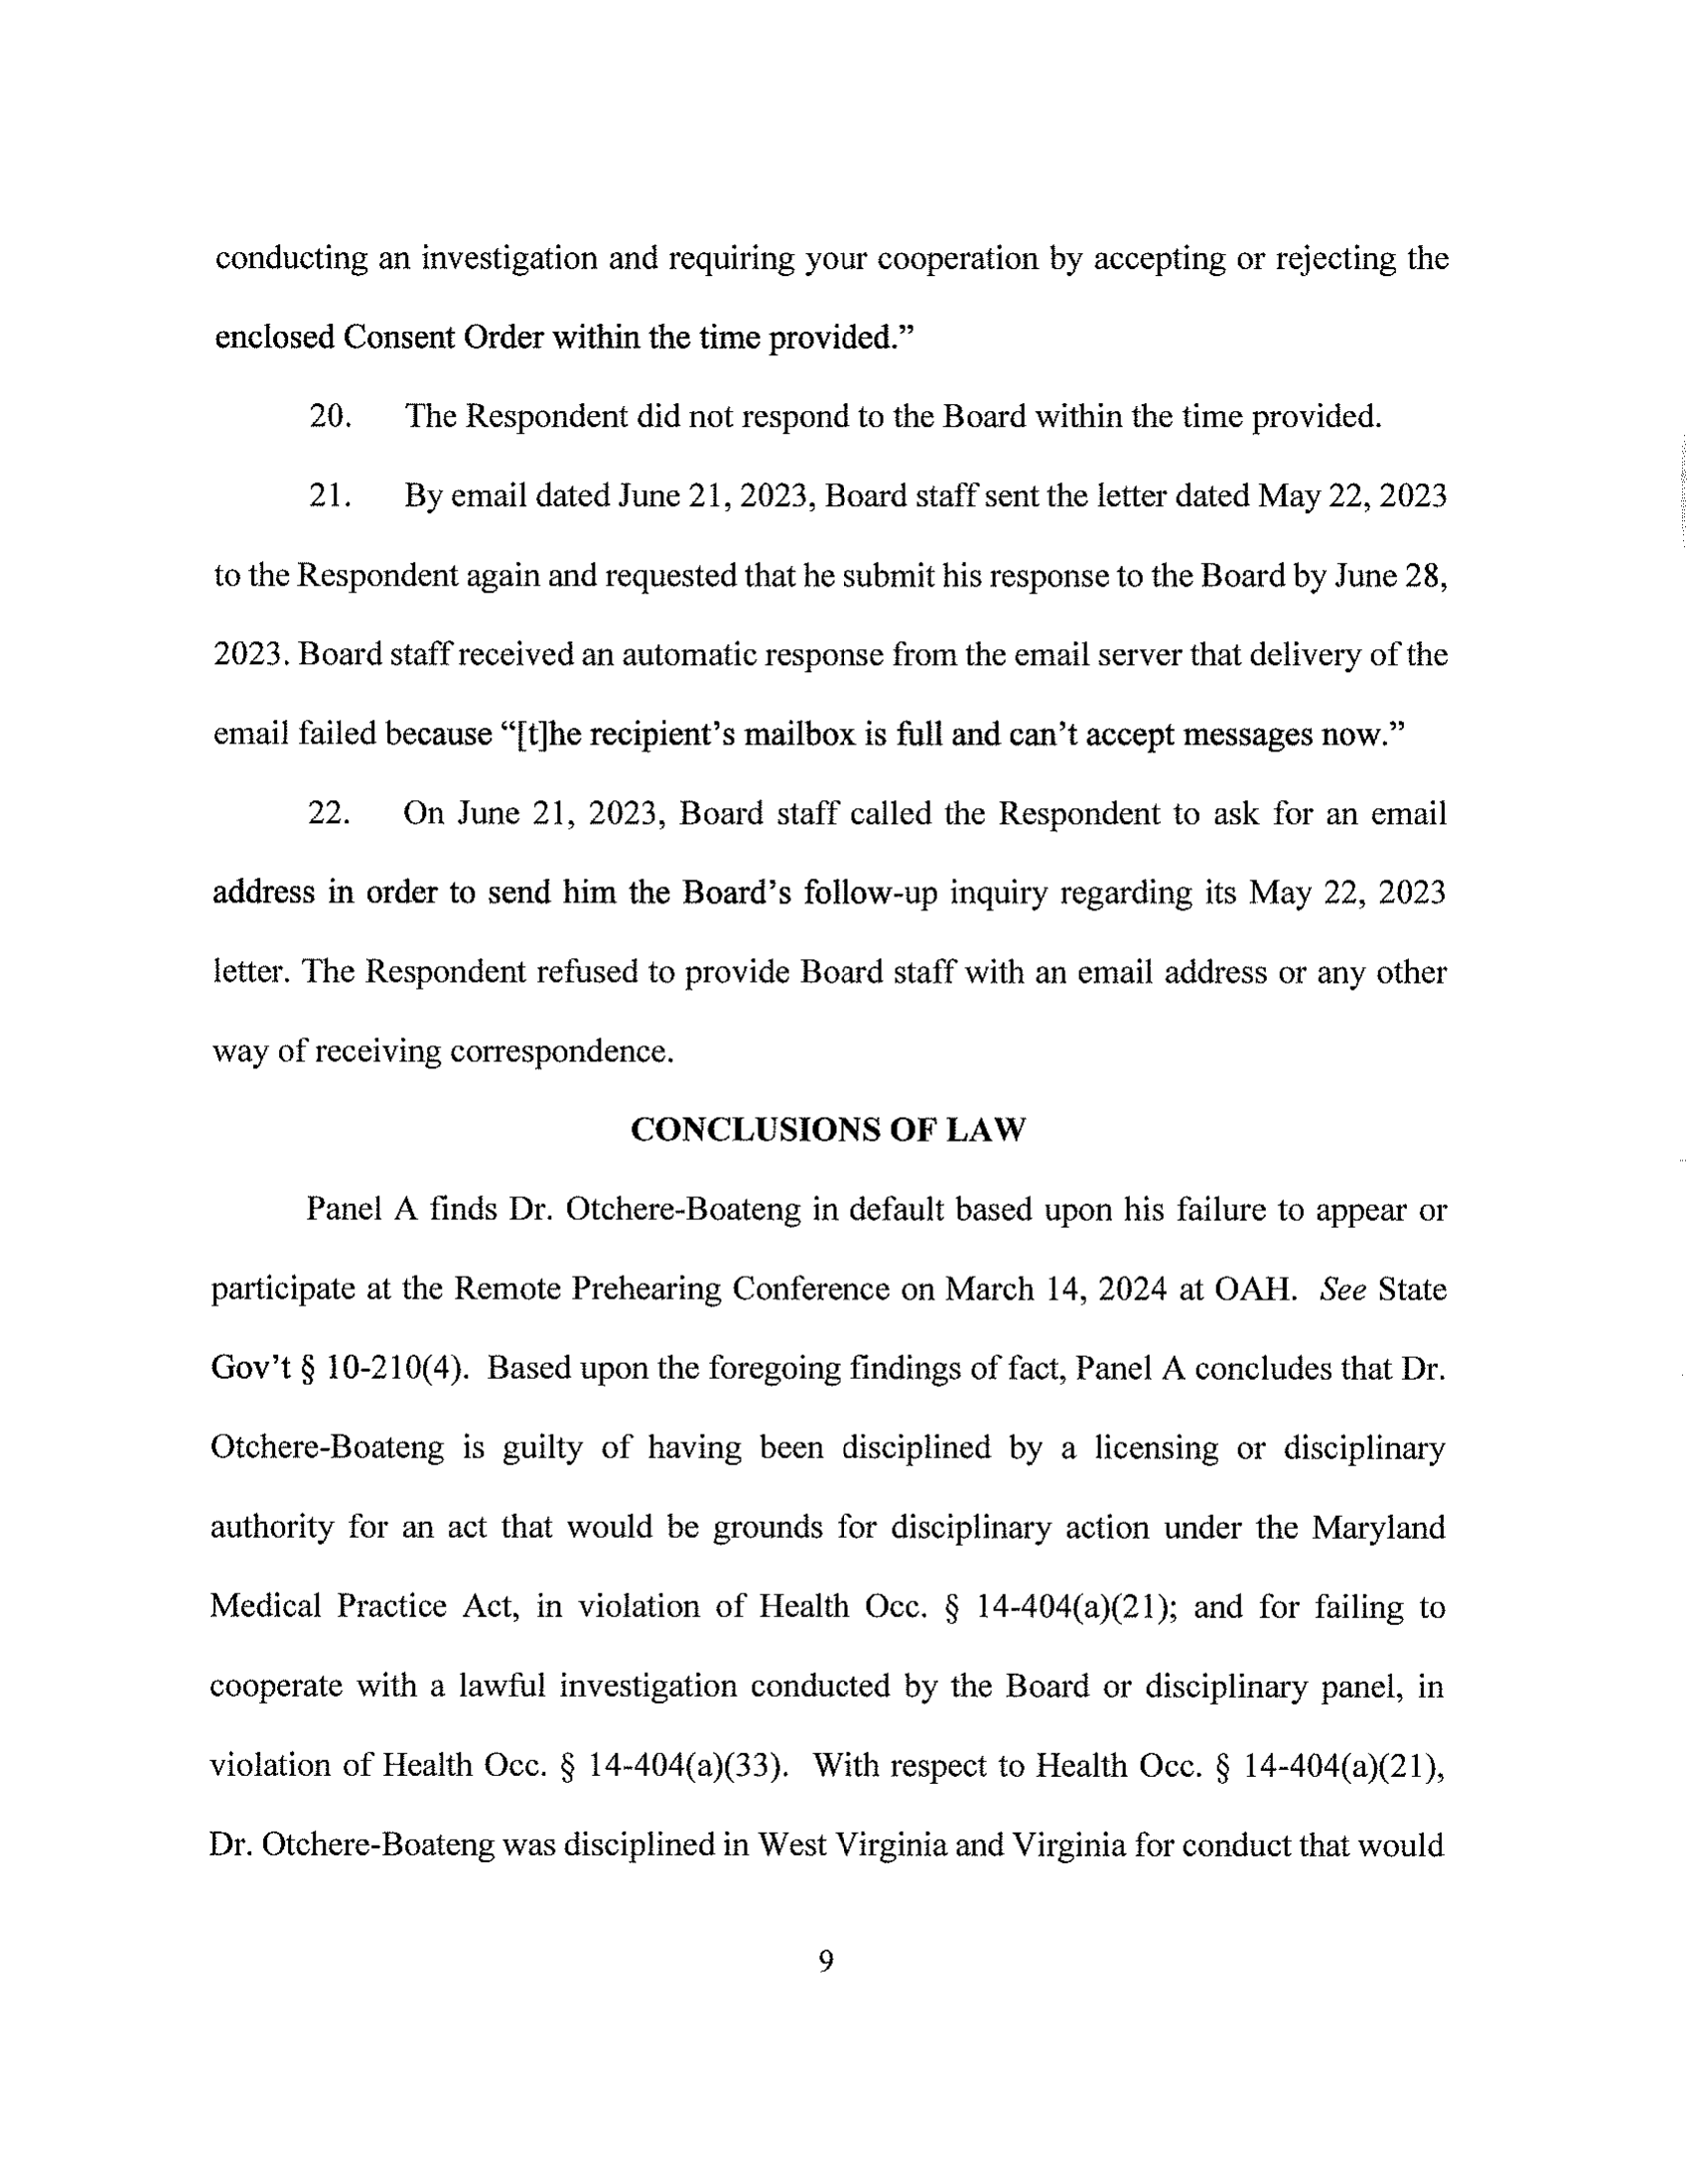 conducting an investigation and requiring your cooperation by accepting or rejecting the
enclosed Consent Order within the time provided.”
20. The Respondent did not respond to the Board within the time provided.
21. By email dated June 21, 2023, Board staff sent the letter dated May 22, 2023
to the Respondent again and requested that he submit his response to the Board by June 28,
2023. Board staff received an automatic response from the email server that delivery of the
email failed because “[t]he recipient’s mailbox is full and can’t accept messages now.”
22. On June 21, 2023, Board staff called the Respondent to ask for an email
address in order to send him the Board’s follow-up inquiry regarding its May 22, 2023
letter. The Respondent refused to provide Board staff with an email address or any other
way of receiving correspondence.
CONCLUSIONS OF LAW
Panel A finds Dr. Otchere-Boateng in default based upon his failure to appear or
participate at the Remote Prehearing Conference on March 14, 2024 at OAH. See State
Gov’t § 10-210(4). Based upon the foregoing findings of fact, Panel A concludes that Dr.
Otchere-Boateng is guilty of having been disciplined by a licensing or disciplinary
authority for an act that would be grounds for disciplinary action under the Maryland
Medical Practice Act, in violation of Health Occ. § 14-404(a)(21); and for failing to
cooperate with a lawful investigation conducted by the Board or disciplinary panel, in
violation of Health Occ. § 14-404(a)(33). With respect to Health Occ. § 14-404(a)(21),
Dr. Otchere-Boateng was disciplined in West Virginia and Virginia for conduct that would
9